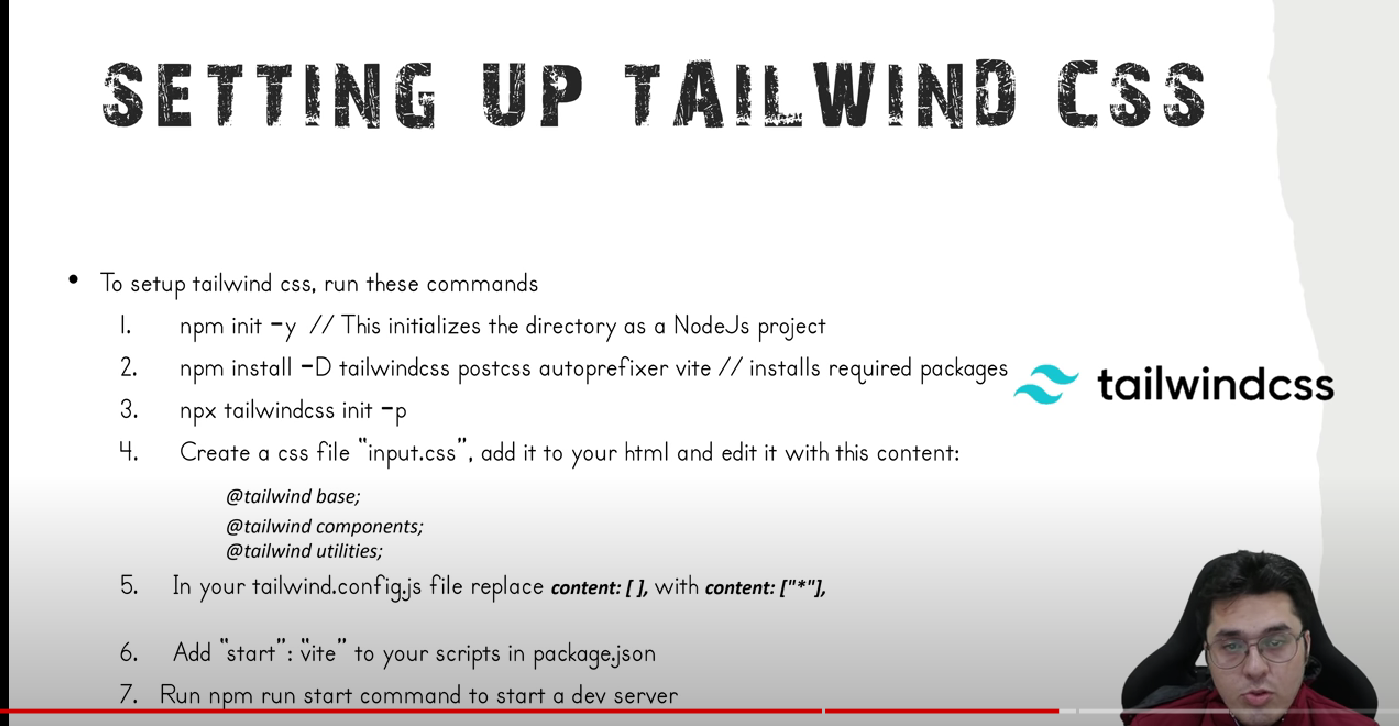 SETTING UP TAILWIND CSS
• To setup tailwind css, run these commands
1. npm init -y // This initializes the directory as a NodeJs project
2. npm install -D tailwindcss postcss autoprefixer vite // installs required packages
tailwindcss
3. npx tailwindcss init -p
4. Create a css file "input.css", add it to your html and edit it with this content:
@tailwind base;
@tailwind components;
@tailwind utilities;
5. In your tailwind.config.js file replace content: [ ], with content: ["*"],
6. Add "start": "vite" to your scripts in package.json
7. Run npm run start command to start a dev server